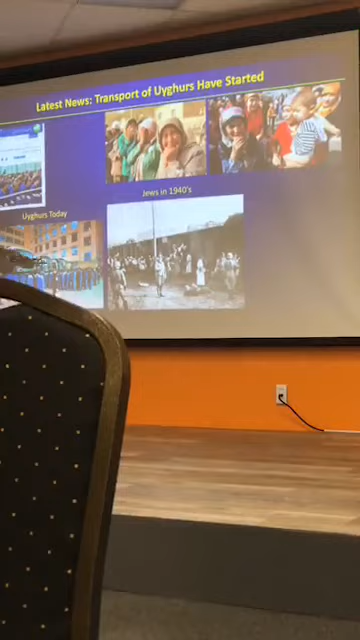 Latest News: Transport of Uyghurs Have Started
Jews in 1940's
Uyghurs Today